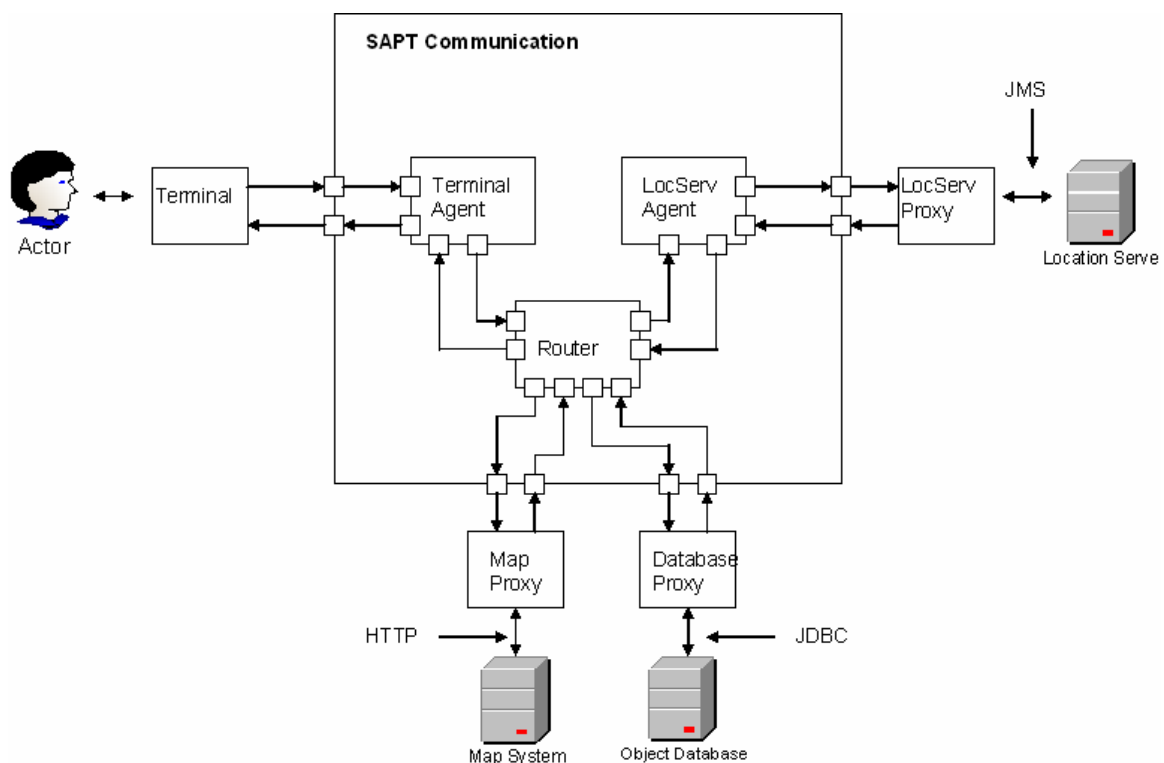 SAPT Communication
JMS
Terminal
Terminal
Agent
LocServ
Agent
LocServ
Proxy
Actor
Location Serve
Router
Map
Proxy
Database
Proxy
HTTP
JDBC
Map System
Object Database